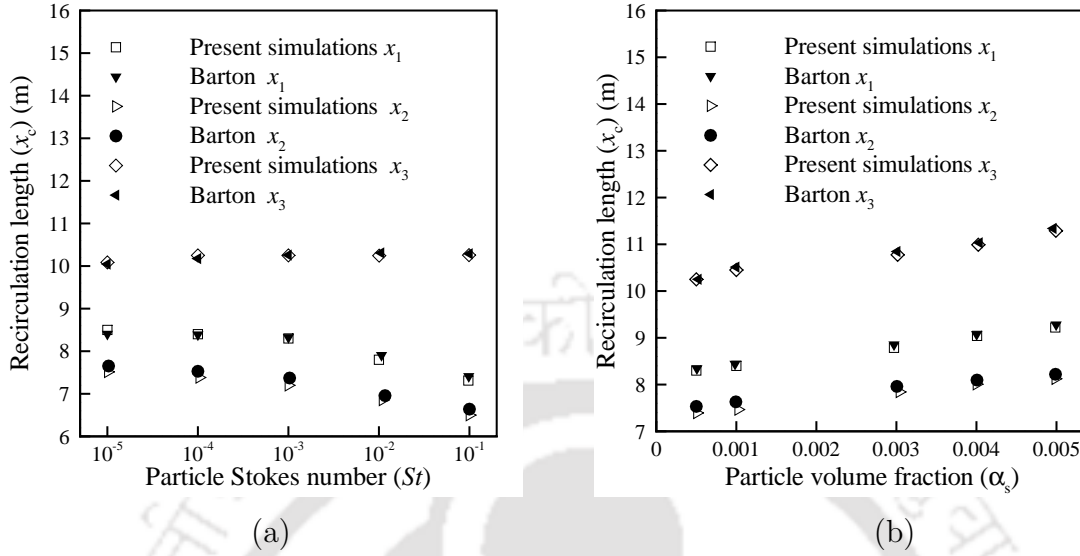 16
15
14
13
12
11
10
9
8
7
6
Recirculation length (x_c) (m)
Present simulations x_1
Barton x_1
Present simulations x_2
Barton x_2
Present simulations x_3
Barton x_3
10^-5 10^-4 10^-3 10^-2 10^-1
Particle Stokes number (St)
(a)
16
15
14
13
12
11
10
9
8
7
Recirculation length (x_c) (m)
Present simulations x_1
Barton x_1
Present simulations x_2
Barton x_2
Present simulations x_3
Barton x_3
0 0.001 0.002 0.003 0.004 0.005
Particle volume fraction (α_s)
(b)